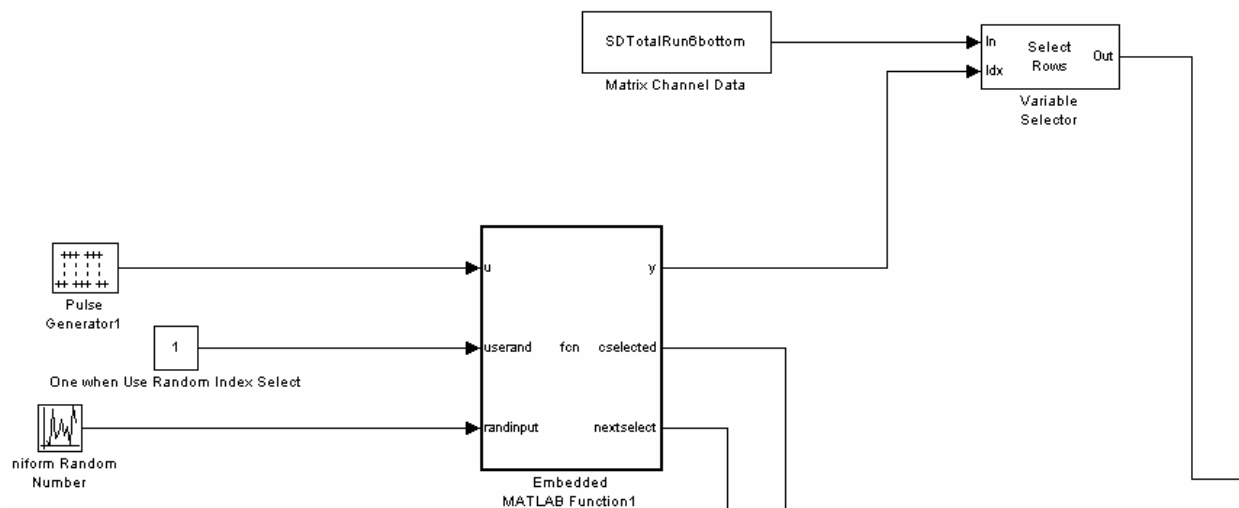 SDTotalRun6bottom
Matrix Channel Data
In
Idx
Select
Rows
Out
Variable
Selector
Pulse
Generator1
1
One when Use Random Index Select
niform Random
Number
u
userand
randinput
fcn
y
cselected
nextselect
Embedded
MATLAB Function1